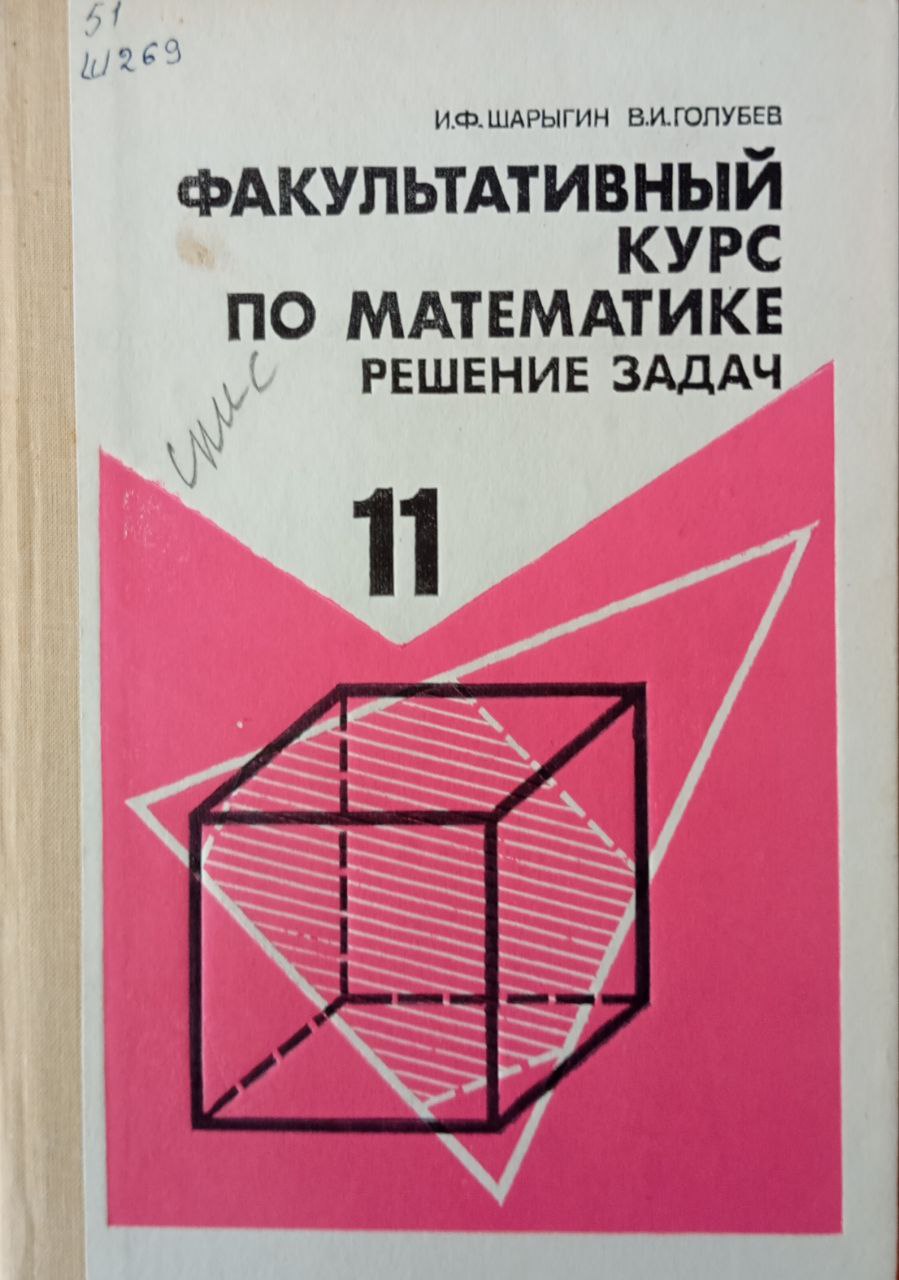 51
Ш269
И.Ф.ШАРЫГИН В.И.ГОЛУБЕВ
ФАКУЛЬТАТИВНЫЙ
КУРС
ПО МАТЕМАТИКЕ
РЕШЕНИЕ ЗАДАЧ
11